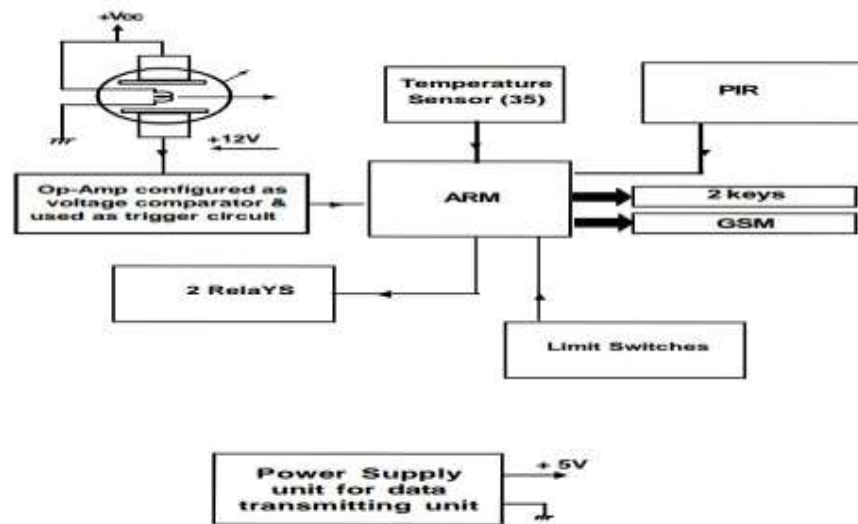 +Vcc
Temperature
Sensor (35)
PIR
+12V
Op-Amp configured as
voltage comparator &
used as trigger circuit
ARM
2 keys
GSM
2 RelaYS
Limit Switches
Power Supply
unit for data
transmitting unit
+ 5V